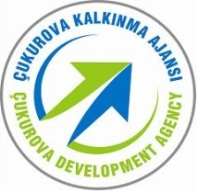 ÇUKUROVA KALKINMA AJANSI
ÇUKUROVA DEVELOPMENT AGENCY